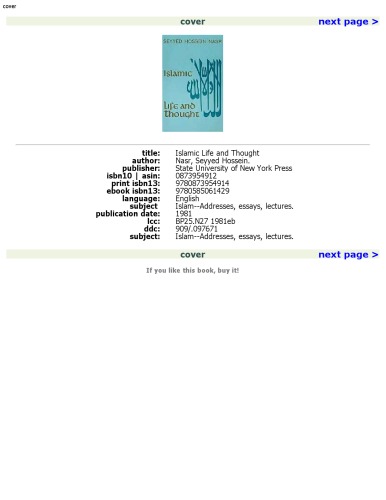 cover
cover next page >
SEYYED HOSSEIN NASR
Islamic
Life and
Thought
title: Islamic Life and Thought
author: Nasr, Seyyed Hossein.
publisher: State University of New York Press
isbn10 | asin: 0873954912
print isbn13: 9780873954914
ebook isbn13: 9780585061429
language: English
subject Islam--Addresses, essays, lectures.
publication date: 1981
lcc: BP25.N27 1981eb
ddc: 909/.097671
subject: Islam--Addresses, essays, lectures.
cover next page >
If you like this book, buy it!